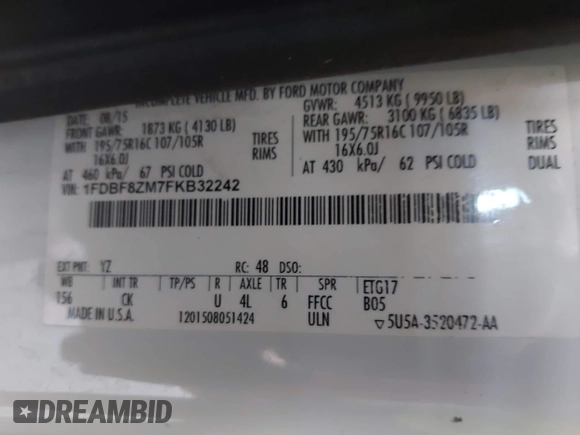 INCOMPLETE VEHICLE MFD. BY FORD MOTOR COMPANY
DATE: 08/15 GVWR: 4513 KG ( 9950 LB)
FRONT GAWR: 1873 KG ( 4130 LB) REAR GAWR: 3100 KG ( 6835 LB)
WITH 195/75R16C 107/105R TIRES WITH 195/75R16C 107/105R TIRES
16X6.0J RIMS 16X6.0J RIMS
AT 460 kPa/ 67 PSI COLD AT 430 kPa/ 62 PSI COLD
VIN: 1FDBF8ZM7FKB32242
EXT PNT: YZ RC: 48 DSO:
WB INT TR TP/PS R AXLE TR SPR ETG17
156 CK U 4L 6 FFCC B05
MADE IN U.S.A. 1201508051424 ULN ▽5U5A-3520472-AA
DREAMBID